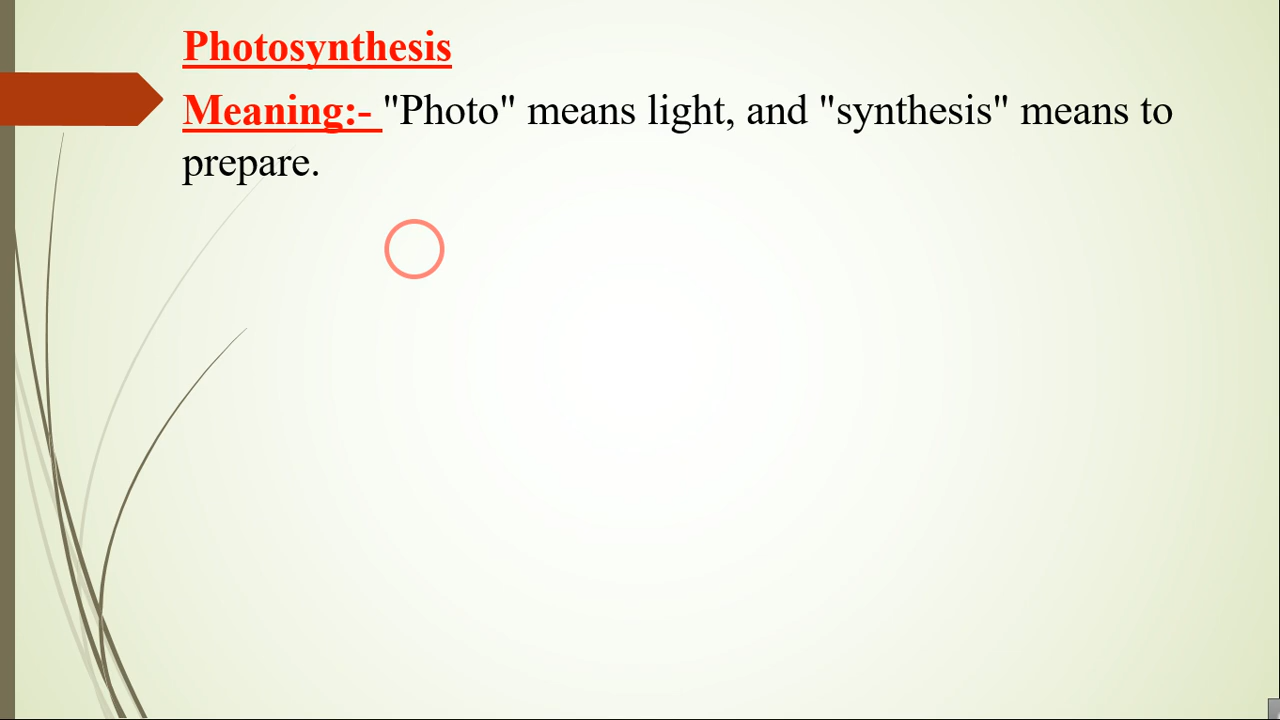 Photosynthesis
Meaning:- "Photo" means light, and "synthesis" means to
prepare.